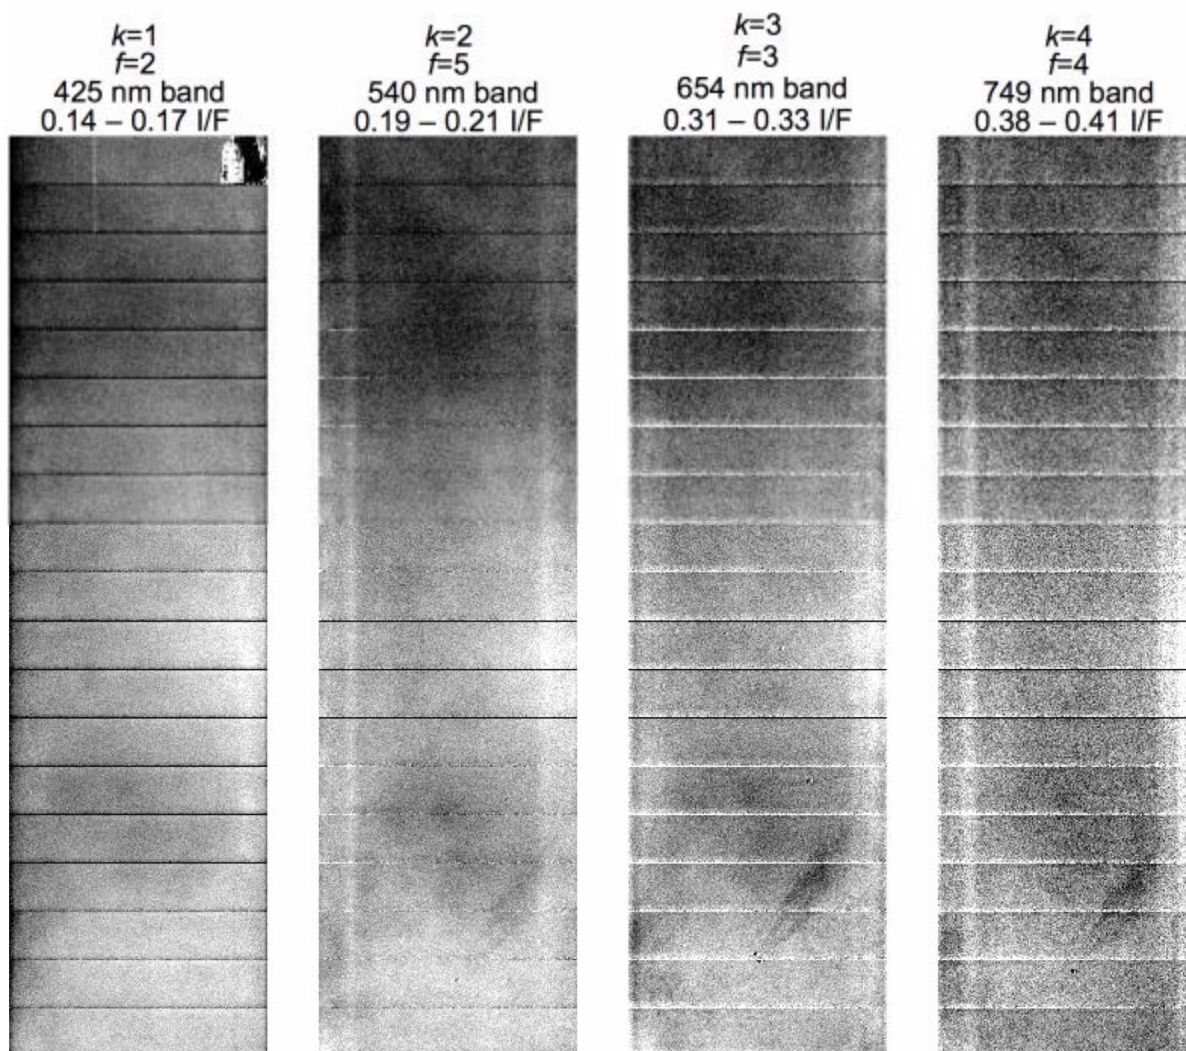 k=1
f=2
425 nm band
0.14 – 0.17 I/F
k=2
f=5
540 nm band
0.19 – 0.21 I/F
k=3
f=3
654 nm band
0.31 – 0.33 I/F
k=4
f=4
749 nm band
0.38 – 0.41 I/F